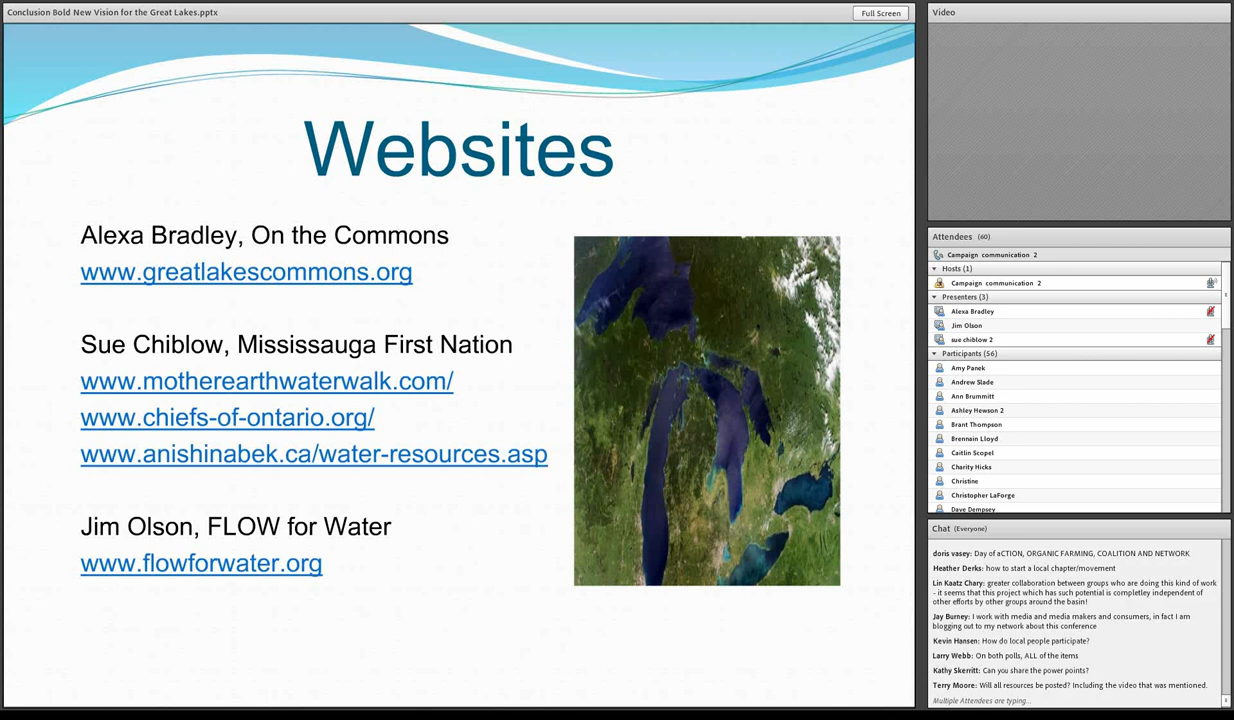 Conclusion Bold New Vision for the Great Lakes.pptx
Full Screen
Websites
Alexa Bradley, On the Commons
www.greatlakescommons.org
Sue Chiblow, Mississauga First Nation
www.motherearthwaterwalk.com/
www.chiefs-of-ontario.org/
www.anishinabek.ca/water-resources.asp
Jim Olson, FLOW for Water
www.flowforwater.org
Video
Attendees (60)
Campaign communication 2
Hosts (1)
Campaign communication 2
Presenters (3)
Alexa Bradley
Jim Olson
sue chiblow 2
Participants (56)
Amy Panek
Andrew Slade
Ann Brummitt
Ashley Hewson 2
Brant Thompson
Brennain Lloyd
Caitlin Scopel
Charity Hicks
Christine
Christopher LaForge
Dave Dempsey
Chat (Everyone)
doris vasey: Day of aCTION, ORGANIC FARMING, COALITION AND NETWORK
Heather Derks: how to start a local chapter/movement
Lin Kaatz Chary: greater collaboration between groups who are doing this kind of work
- it seems that this project which has such potential is completley independent of
other efforts by other groups around the basin!
Jay Burney: I work with media and media makers and consumers, in fact I am
blogging out to my network about this conference
Kevin Hansen: How do local people participate?
Larry Webb: On both polls, ALL of the items
Kathy Skerritt: Can you share the power points?
Terry Moore: Will all resources be posted? Including the video that was mentioned.
Multiple Attendees are typing...